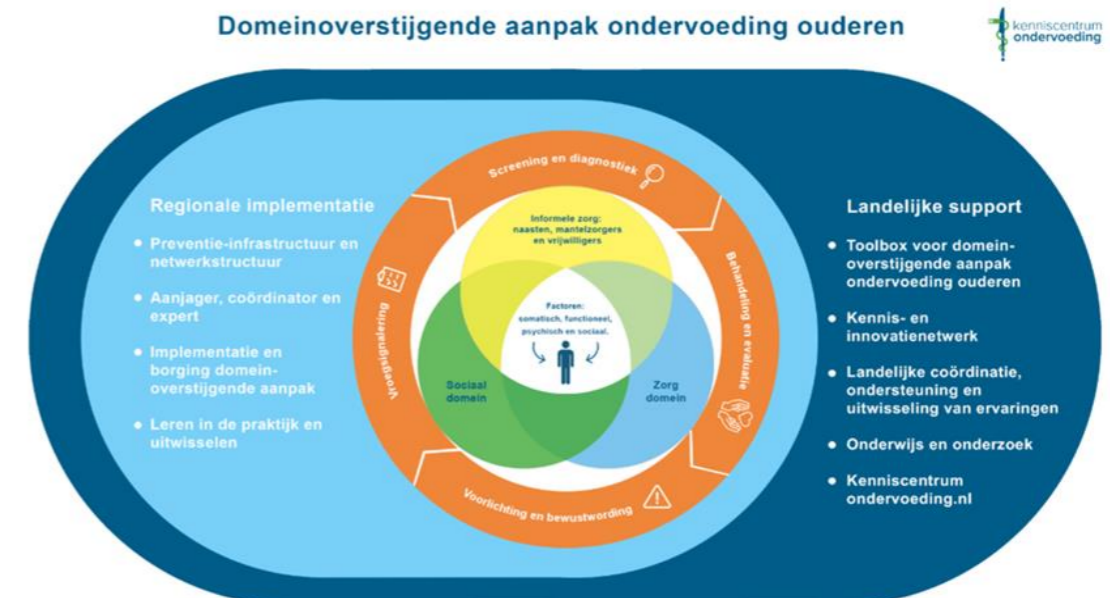 Domeinoverstijgende aanpak ondervoeding ouderen
kenniscentrum
ondervoeding
Regionale implementatie
● Preventie-infrastructuur en
netwerkstructuur
● Aanjager, coördinator en
expert
● Implementatie en
borging domein-
overstijgende aanpak
● Leren in de praktijk en
uitwisselen
Screening en diagnostiek
Behandeling en evaluatie
Voorlichting en bewustwording
Vroegsignalering
Informele zorg:
naasten, mantelzorgers
en vrijwilligers
Factoren:
somatisch, functioneel,
psychisch en sociaal.
Sociaal
domein
Zorg
domein
Landelijke support
● Toolbox voor domein-
overstijgende aanpak
ondervoeding ouderen
● Kennis- en
innovatienetwerk
● Landelijke coördinatie,
ondersteuning en
uitwisseling van ervaringen
● Onderwijs en onderzoek
● Kenniscentrum
ondervoeding.nl